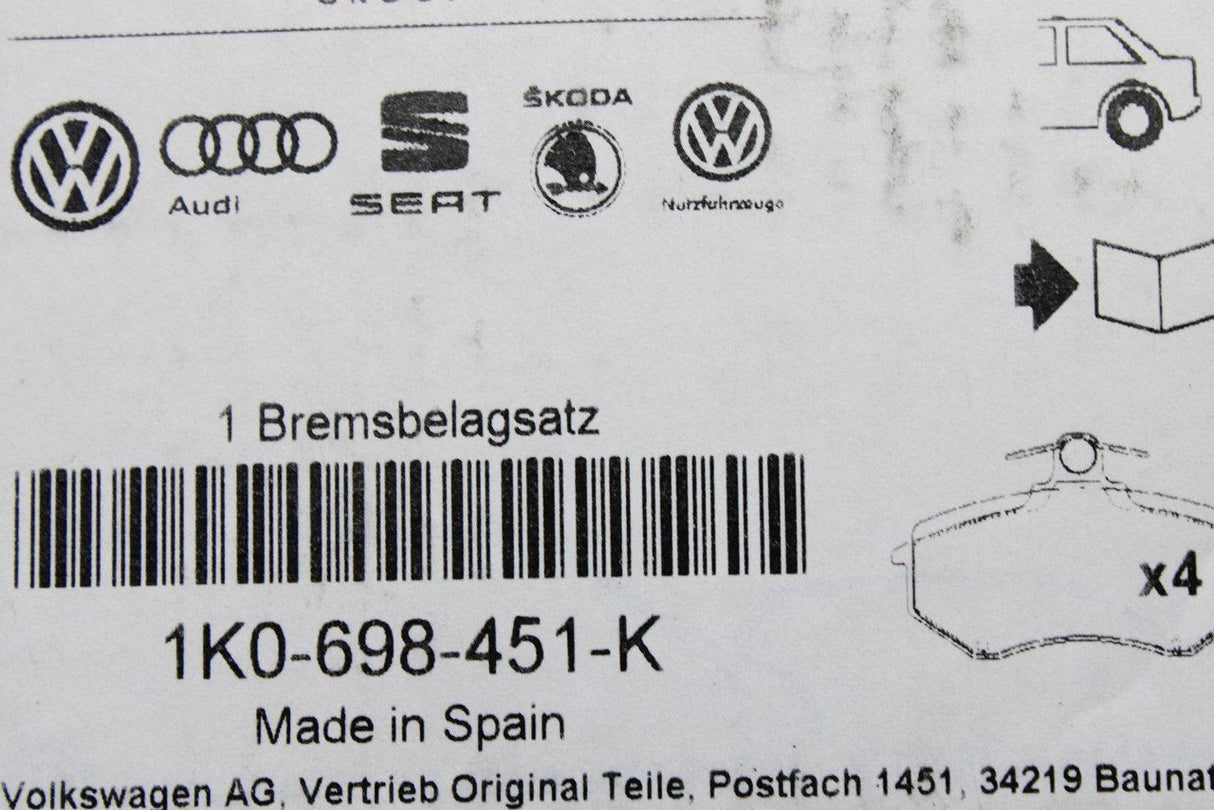 Audi
SEAT
ŠKODA
Nutzfahrzeuge
1 Bremsbelagsatz
1K0-698-451-K
Made in Spain
x4
Volkswagen AG, Vertrieb Original Teile, Postfach 1451, 34219 Baunat